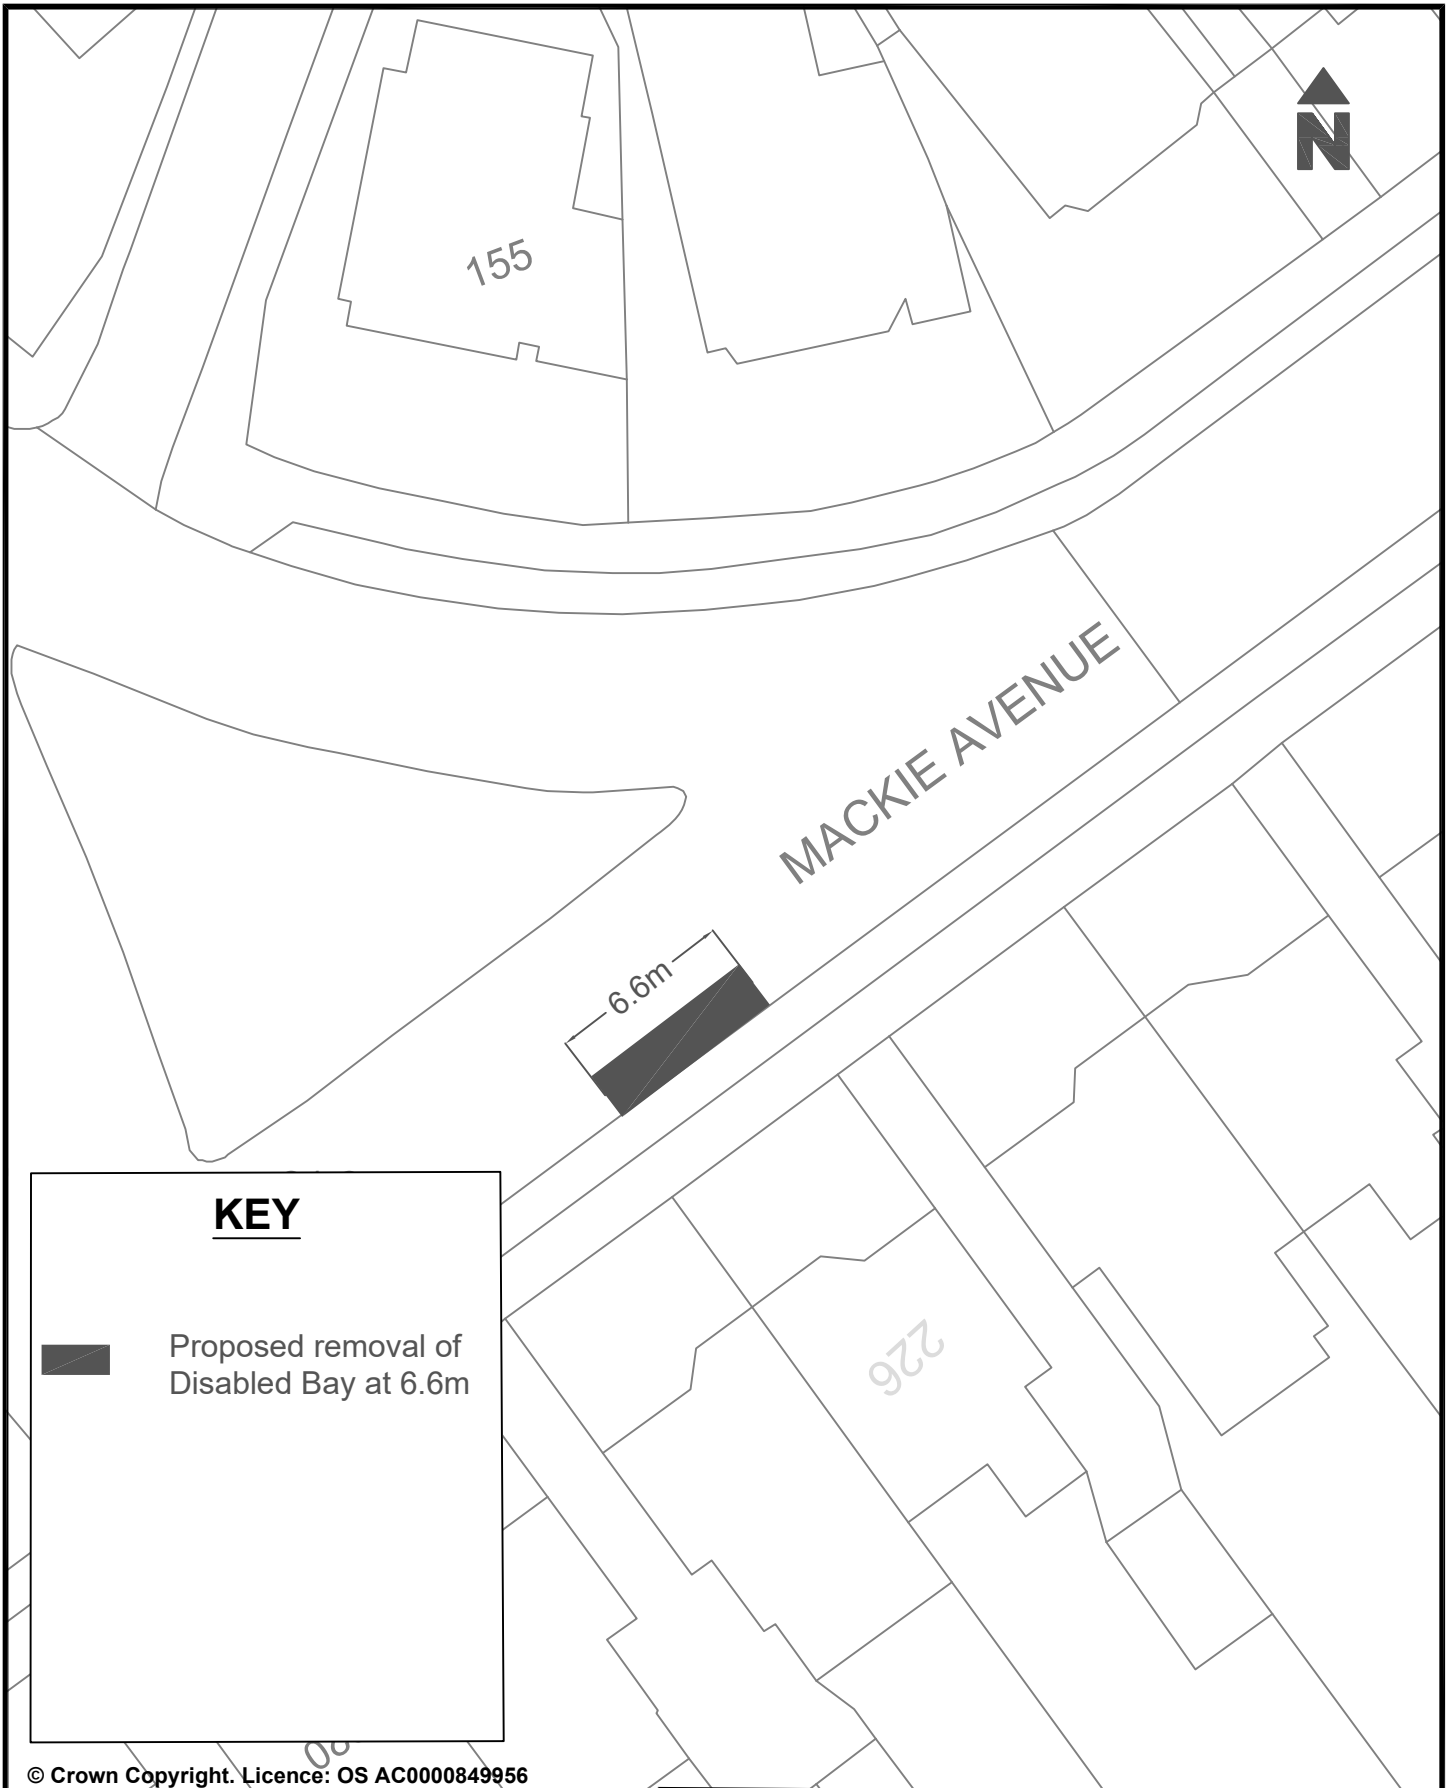 N
155
MACKIE AVENUE
6.6m
KEY
Proposed removal of
Disabled Bay at 6.6m
226
© Crown Copyright. Licence: OS AC0000849956